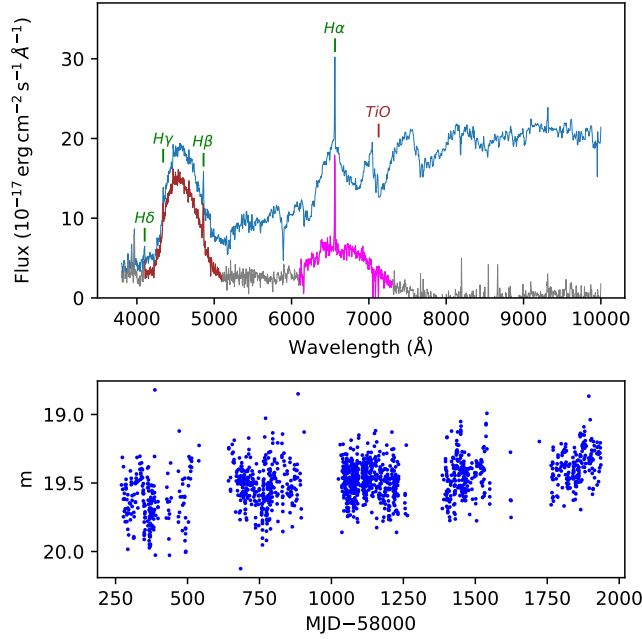 Flux (10⁻¹⁷ erg cm⁻² s⁻¹ Å⁻¹)
30
20
10
0
Hα
Hγ
Hβ
Hδ
TiO
4000 5000 6000 7000 8000 9000 10000
Wavelength (Å)
m
19.0
19.5
20.0
250 500 750 1000 1250 1500 1750 2000
MJD−58000